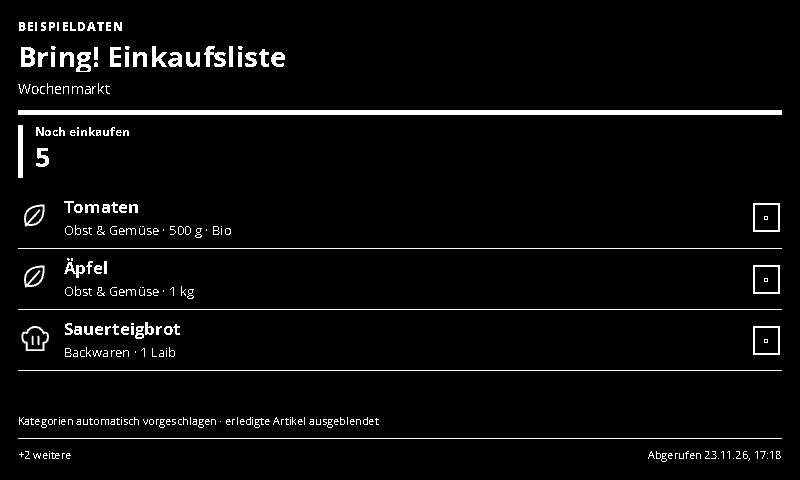 BEISPIELDATEN
Bring! Einkaufsliste
Wochenmarkt
Noch einkaufen
5
Tomaten
Obst & Gemüse · 500 g · Bio
Äpfel
Obst & Gemüse · 1 kg
Sauerteigbrot
Backwaren · 1 Laib
Kategorien automatisch vorgeschlagen · erledigte Artikel ausgeblendet
+2 weitere
Abgerufen 23.11.26, 17:18